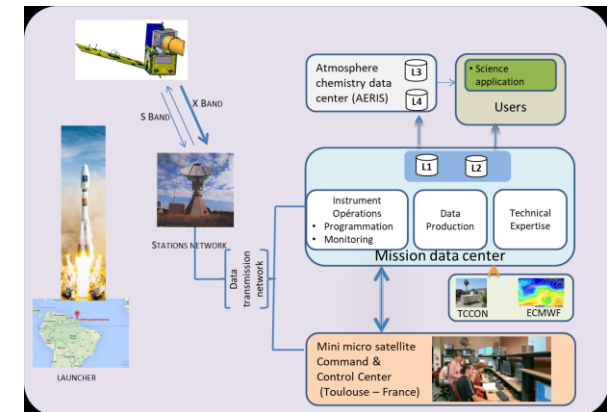 X BAND
S BAND
STATIONS NETWORK
LAUNCHER
Data
transmission
network
Atmosphere
chemistry data
center (AERIS)
L3
L4
• Science
application
Users
L1
L2
Instrument
Opérations
• Programmation
• Monitoring
Data
Production
Technical
Expertise
Mission data center
TCCON
ECMWF
Mini micro satellite
Command &
Control Center
(Toulouse – France)